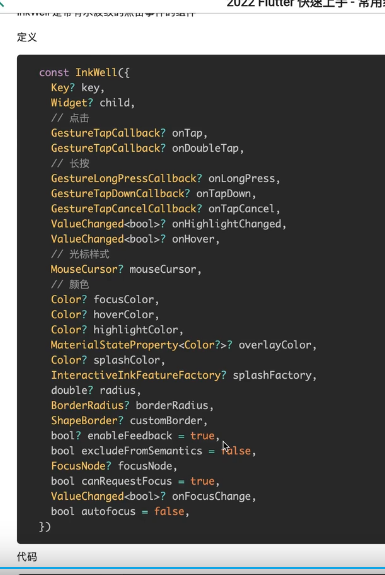 2022 Flutter 快速上手 - 常用
InkWell 是带有水波纹的点击事件的组件
定义
const InkWell({
Key? key,
Widget? child,
// 点击
GestureTapCallback? onTap,
GestureTapCallback? onDoubleTap,
// 长按
GestureLongPressCallback? onLongPress,
GestureTapDownCallback? onTapDown,
GestureTapCancelCallback? onTapCancel,
ValueChanged<bool>? onHighlightChanged,
ValueChanged<bool>? onHover,
// 光标样式
MouseCursor? mouseCursor,
// 颜色
Color? focusColor,
Color? hoverColor,
Color? highlightColor,
MaterialStateProperty<Color?>? overlayColor,
Color? splashColor,
InteractiveInkFeatureFactory? splashFactory,
double? radius,
BorderRadius? borderRadius,
ShapeBorder? customBorder,
bool? enableFeedback = true,
bool excludeFromSemantics = false,
FocusNode? focusNode,
bool canRequestFocus = true,
ValueChanged<bool>? onFocusChange,
bool autofocus = false,
})
代码